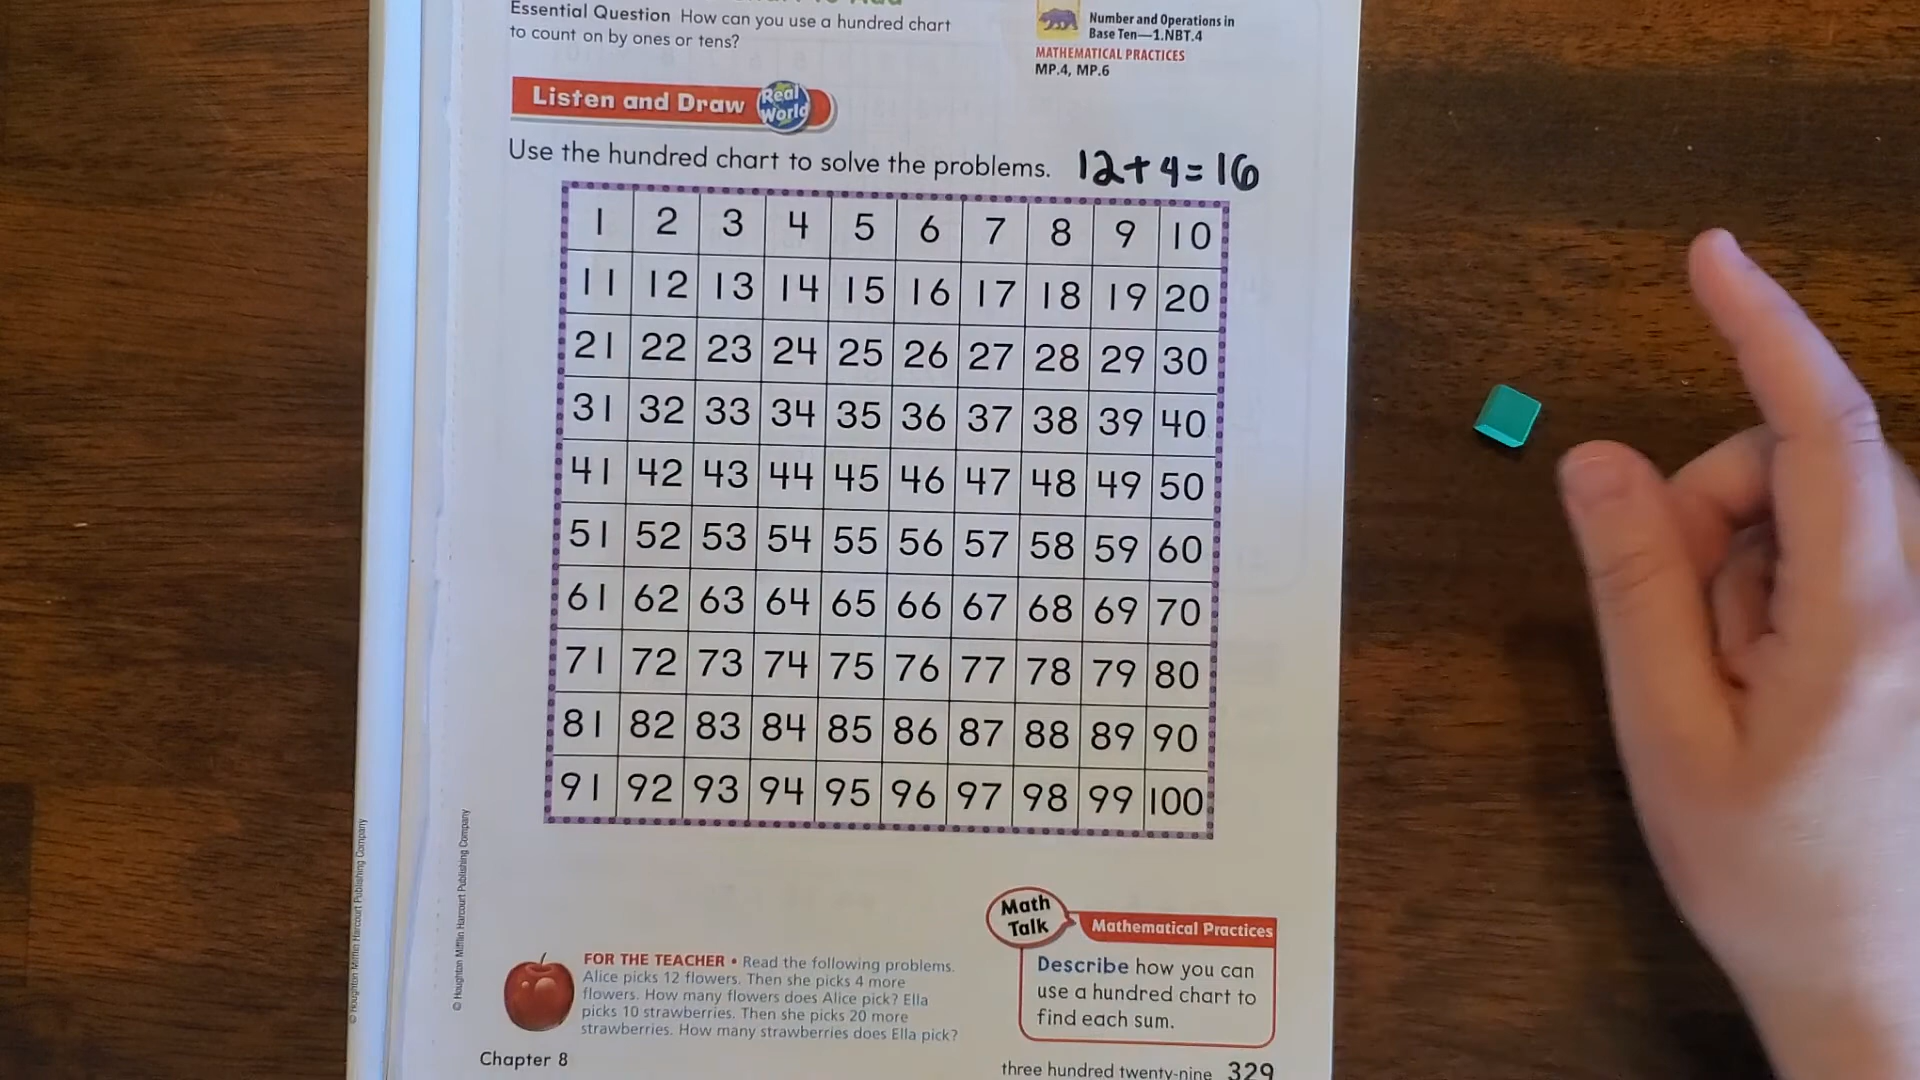 Essential Question How can you use a hundred chart
to count on by ones or tens?
Number and Operations in
Base Ten—1.NBT.4
MATHEMATICAL PRACTICES
MP.4, MP.6
Listen and Draw Real
World
Use the hundred chart to solve the problems. 12+4=16
1 2 3 4 5 6 7 8 9 10
11 12 13 14 15 16 17 18 19 20
21 22 23 24 25 26 27 28 29 30
31 32 33 34 35 36 37 38 39 40
41 42 43 44 45 46 47 48 49 50
51 52 53 54 55 56 57 58 59 60
61 62 63 64 65 66 67 68 69 70
71 72 73 74 75 76 77 78 79 80
81 82 83 84 85 86 87 88 89 90
91 92 93 94 95 96 97 98 99 100
© Houghton Mifflin Harcourt Publishing Company
© Houghton Mifflin Harcourt Publishing Company
FOR THE TEACHER • Read the following problems.
Alice picks 12 flowers. Then she picks 4 more
flowers. How many flowers does Alice pick? Ella
picks 10 strawberries. Then she picks 20 more
strawberries. How many strawberries does Ella pick?
Math
Talk
Mathematical Practices
Describe how you can
use a hundred chart to
find each sum.
Chapter 8
three hundred twenty-nine 329